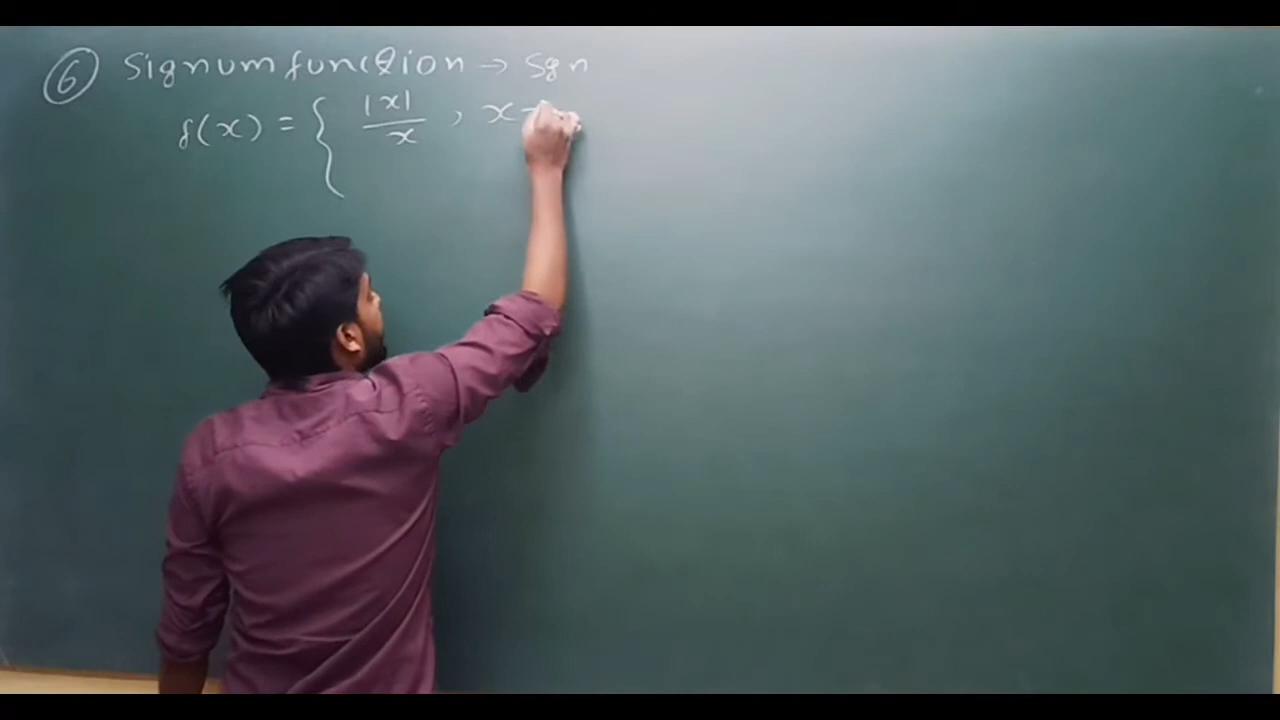 ⑥ Signum function → Sgn
f(x) = { |x|/x , x